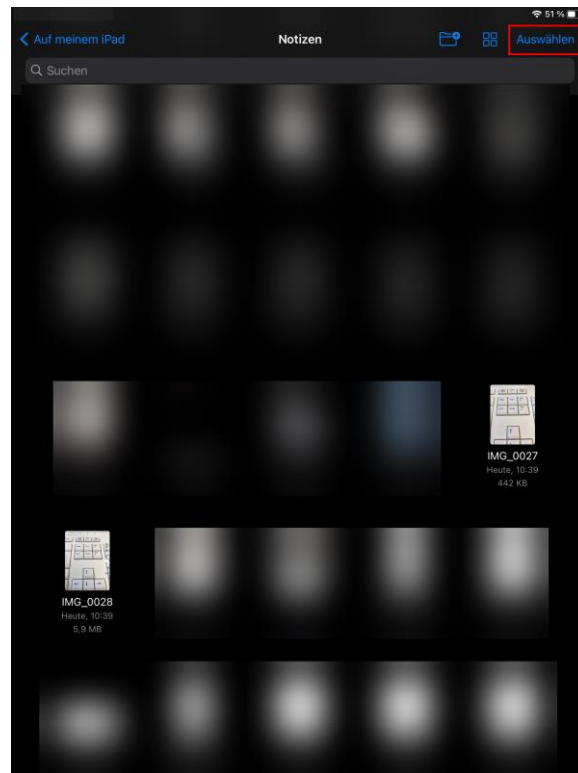 51 %
Auf meinem iPad
Notizen
Auswählen
Suchen
IMG_0027
Heute, 10:39
442 KB
IMG_0028
Heute, 10:39
5,9 MB